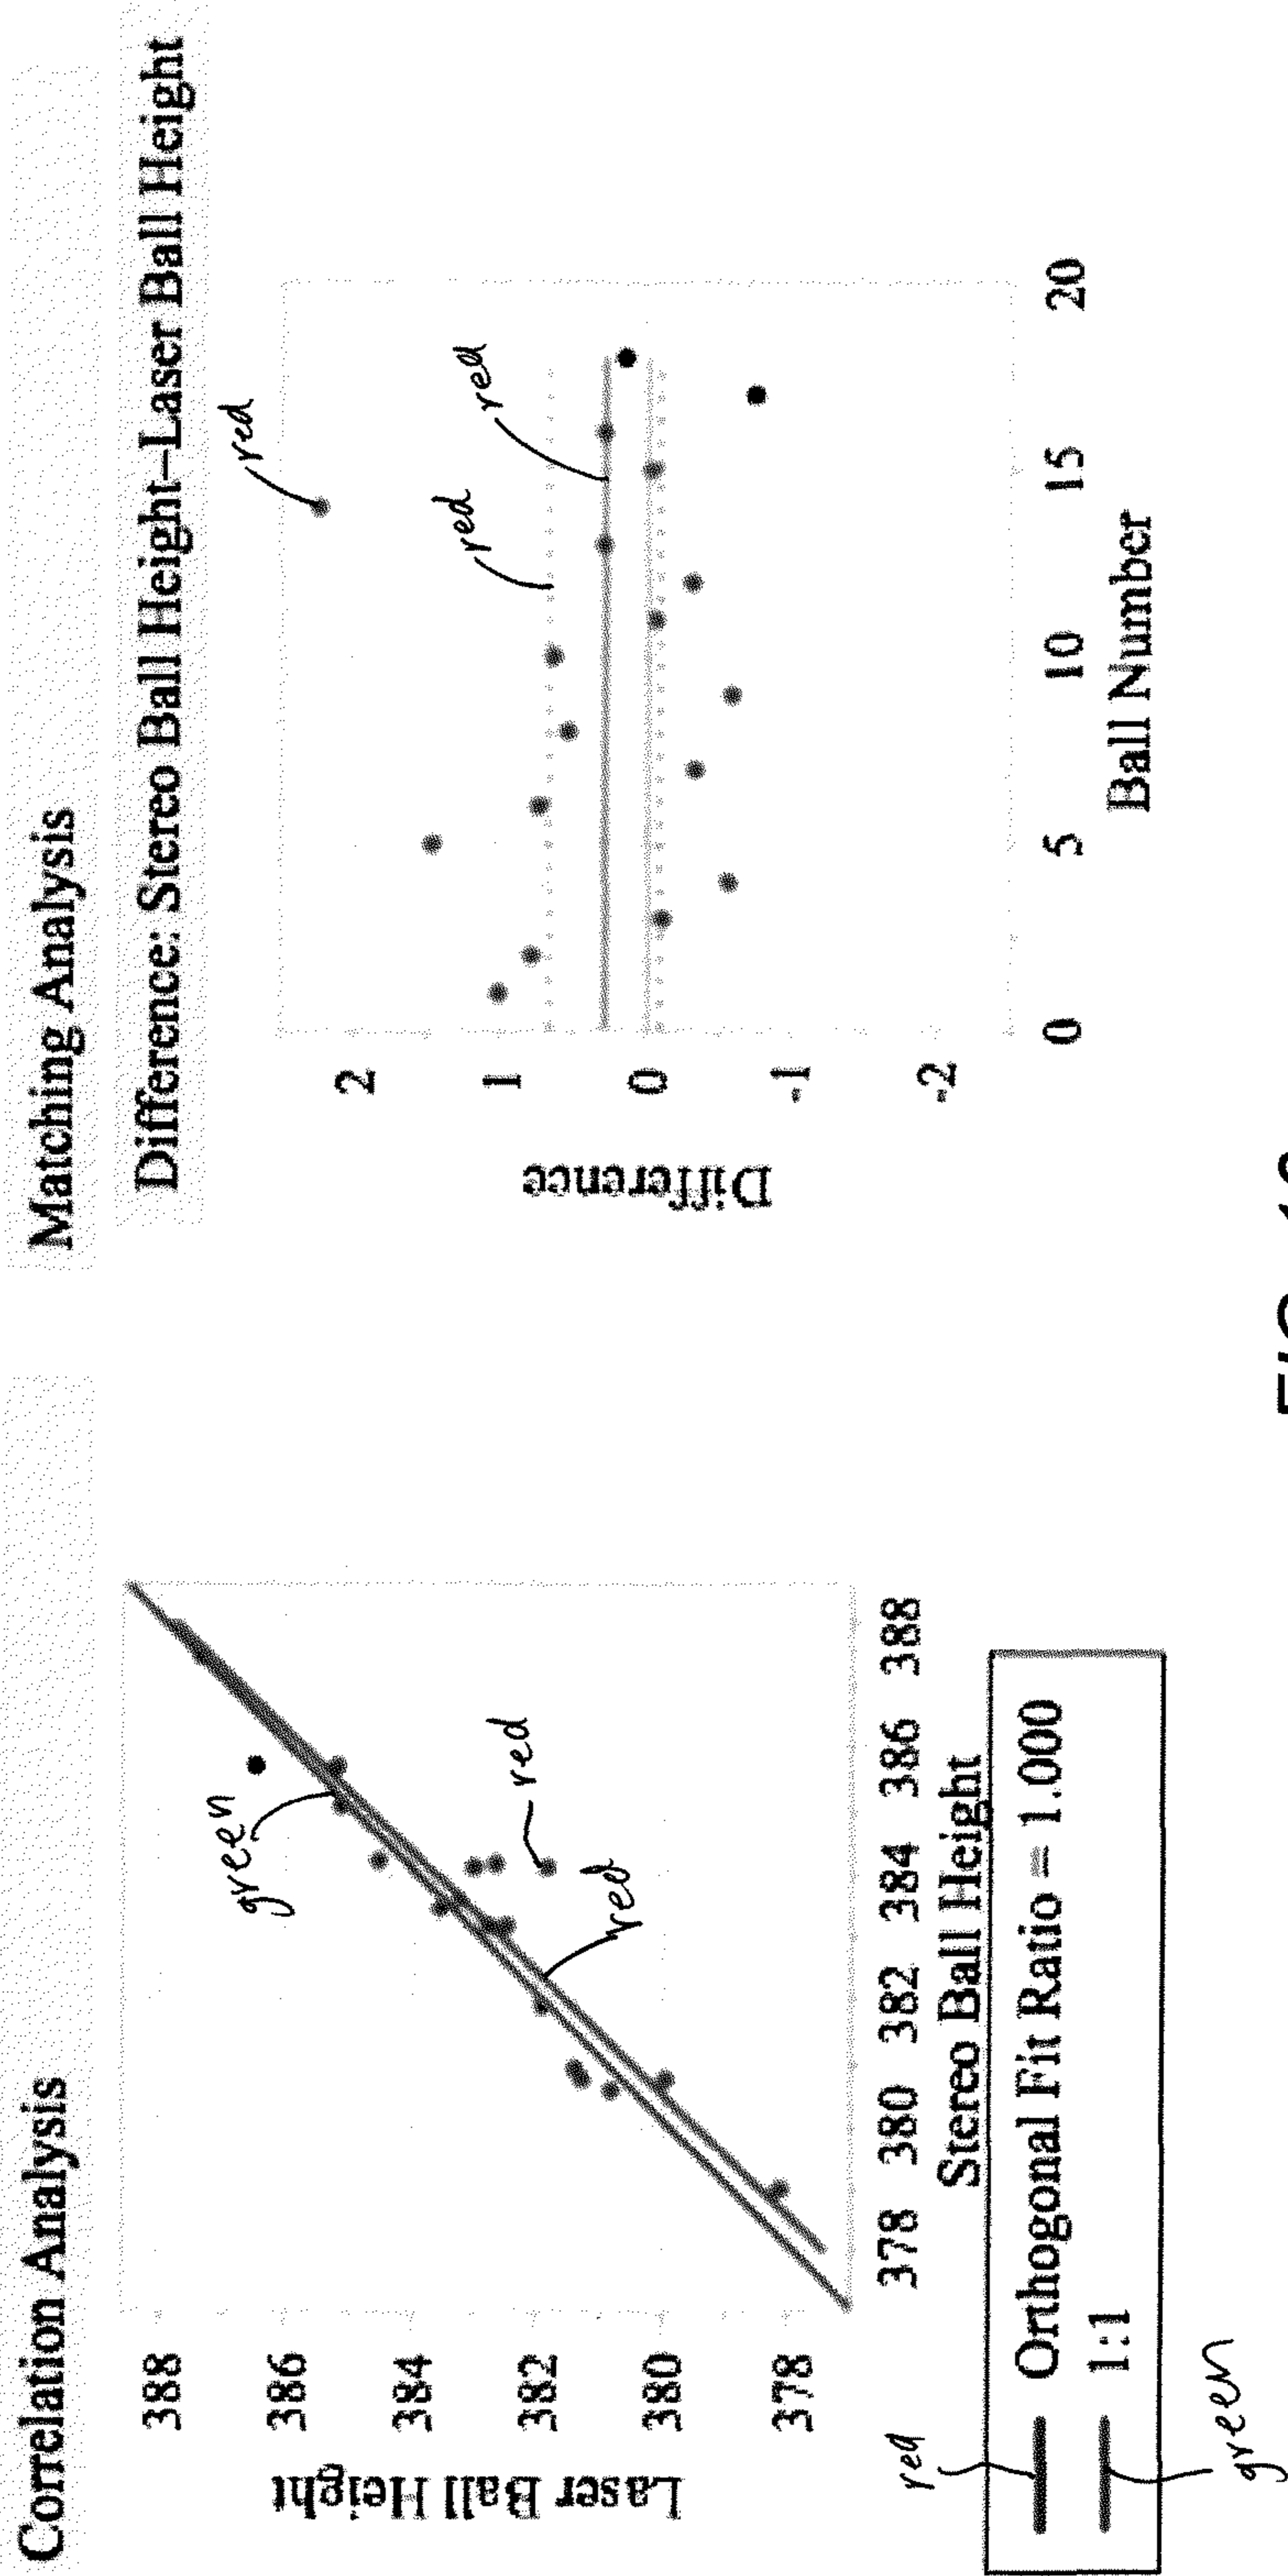 Correlation Analysis
388
386
384
382
380
378
Laser Ball Height
green
red
red
378 380 382 384 386 388
Stereo Ball Height
red
Orthogonal Fit Ratio = 1.000
1:1
green
Matching Analysis
Difference: Stereo Ball Height–Laser Ball Height
red
red
red
2
1
0
-1
-2
Difference
0 5 10 15 20
Ball Number